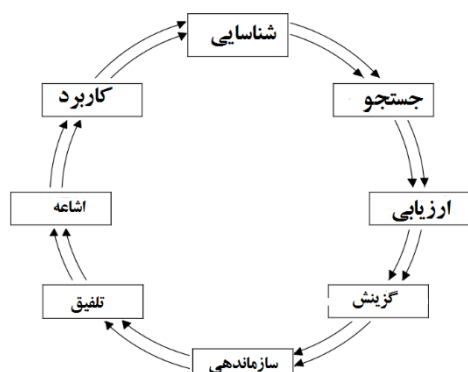 شناسایی
جستجو
ارزیابی
گزینش
سازماندهی
تلفیق
اشاعه
کاربرد